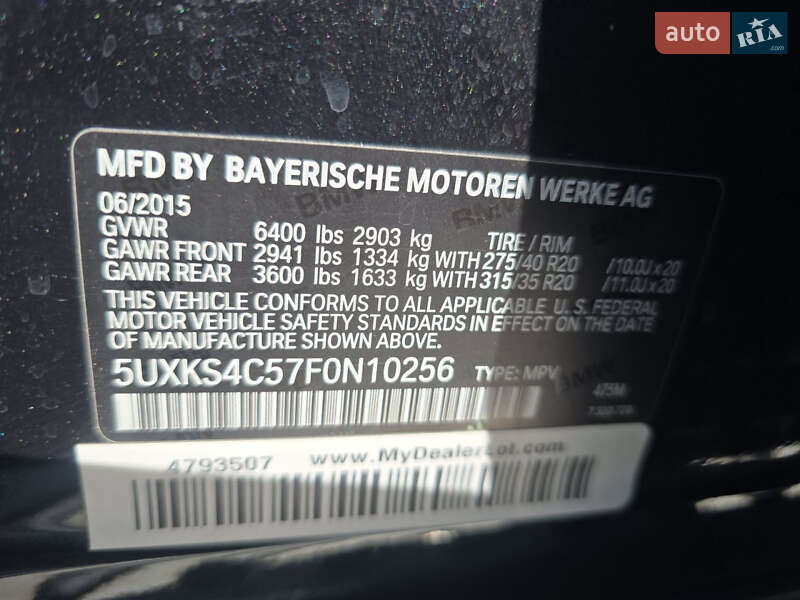 auto RIA
.com
MFD BY BAYERISCHE MOTOREN WERKE AG
06/2015
GVWR 6400 lbs 2903 kg TIRE / RIM
GAWR FRONT 2941 lbs 1334 kg WITH 275/40 R20 /10.0J x 20
GAWR REAR 3600 lbs 1633 kg WITH 315/35 R20 /11.0J x 20
THIS VEHICLE CONFORMS TO ALL APPLICABLE U.S. FEDERAL
MOTOR VEHICLE SAFETY STANDARDS IN EFFECT ON THE DATE
OF MANUFACTURE SHOWN ABOVE.
5UXKS4C57F0N10256 TYPE: MPV
475M
4793507 www.MyDealerLot.com